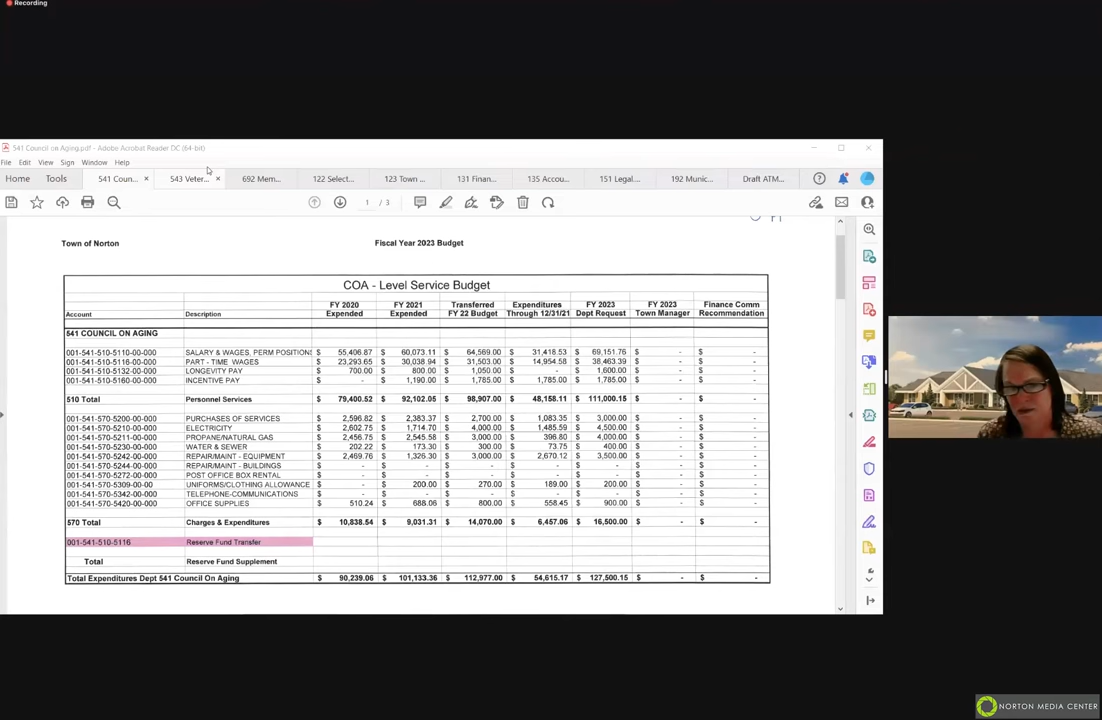 Recording
541 Council on Aging.pdf - Adobe Acrobat Reader DC (64-bit)
File Edit View Sign Window Help
Home Tools 541 Coun... × 543 Veter... × 692 Mem... 122 Select... 123 Town ... 131 Finan... 135 Accou... 151 Legal... 192 Munic... Draft ATM...
1 / 3
Town of Norton Fiscal Year 2023 Budget
COA - Level Service Budget
FY 2020 FY 2021 Transferred Expenditures FY 2023 FY 2023 Finance Comm
Account Description Expended Expended FY 22 Budget Through 12/31/21 Dept Request Town Manager Recommendation
541 COUNCIL ON AGING
001-541-510-5110-00-000 SALARY & WAGES, PERM POSITIONS $ 55,406.87 $ 60,073.11 $ 64,569.00 $ 31,418.53 $ 69,151.76 $ - $ -
001-541-510-5116-00-000 PART - TIME WAGES $ 23,293.65 $ 30,038.94 $ 31,503.00 $ 14,954.58 $ 38,463.39 $ - $ -
001-541-510-5132-00-000 LONGEVITY PAY $ 700.00 $ 800.00 $ 1,050.00 $ - $ 1,600.00 $ - $ -
001-541-510-5160-00-000 INCENTIVE PAY $ - $ 1,190.00 $ 1,785.00 $ 1,785.00 $ 1,785.00 $ - $ -
510 Total Personnel Services $ 79,400.52 $ 92,102.05 $ 98,907.00 $ 48,158.11 $ 111,000.15 $ - $ -
001-541-570-5200-00-000 PURCHASES OF SERVICES $ 2,596.82 $ 2,383.37 $ 2,700.00 $ 1,083.35 $ 3,000.00 $ - $ -
001-541-570-5210-00-000 ELECTRICITY $ 2,602.75 $ 1,714.70 $ 4,000.00 $ 1,485.59 $ 4,500.00 $ - $ -
001-541-570-5211-00-000 PROPANE/NATURAL GAS $ 2,456.75 $ 2,545.58 $ 3,000.00 $ 396.80 $ 4,000.00 $ - $ -
001-541-570-5230-00-000 WATER & SEWER $ 202.22 $ 173.30 $ 300.00 $ 73.75 $ 400.00 $ - $ -
001-541-570-5242-00-000 REPAIR/MAINT - EQUIPMENT $ 2,469.76 $ 1,326.30 $ 3,000.00 $ 2,670.12 $ 3,500.00 $ - $ -
001-541-570-5244-00-000 REPAIR/MAINT - BUILDINGS $ - $ - $ - $ - $ - $ - $ -
001-541-570-5272-00-000 POST OFFICE BOX RENTAL $ - $ - $ - $ - $ - $ - $ -
001-541-570-5309-00-00 UNIFORMS/CLOTHING ALLOWANCE $ - $ 200.00 $ 270.00 $ 189.00 $ 200.00 $ - $ -
001-541-570-5342-00-000 TELEPHONE-COMMUNICATIONS $ - $ - $ - $ - $ - $ - $ -
001-541-570-5420-00-000 OFFICE SUPPLIES $ 510.24 $ 688.06 $ 800.00 $ 558.45 $ 900.00 $ - $ -
570 Total Charges & Expenditures $ 10,838.54 $ 9,031.31 $ 14,070.00 $ 6,457.06 $ 16,500.00 $ - $ -
001-541-510-5116 Reserve Fund Transfer
Total Reserve Fund Supplement
Total Expenditures Dept 541 Council On Aging $ 90,239.06 $ 101,133.36 $ 112,977.00 $ 54,615.17 $ 127,500.15 $ - $ -
NORTON MEDIA CENTER